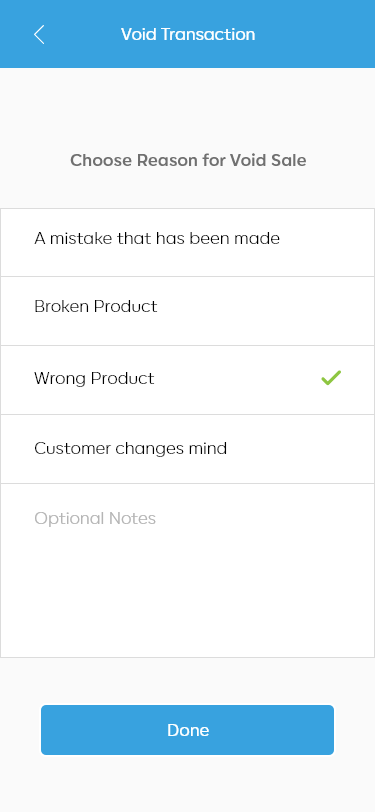 Void Transaction
Choose Reason for Void Sale
A mistake that has been made
Broken Product
Wrong Product
Customer changes mind
Optional Notes
Done